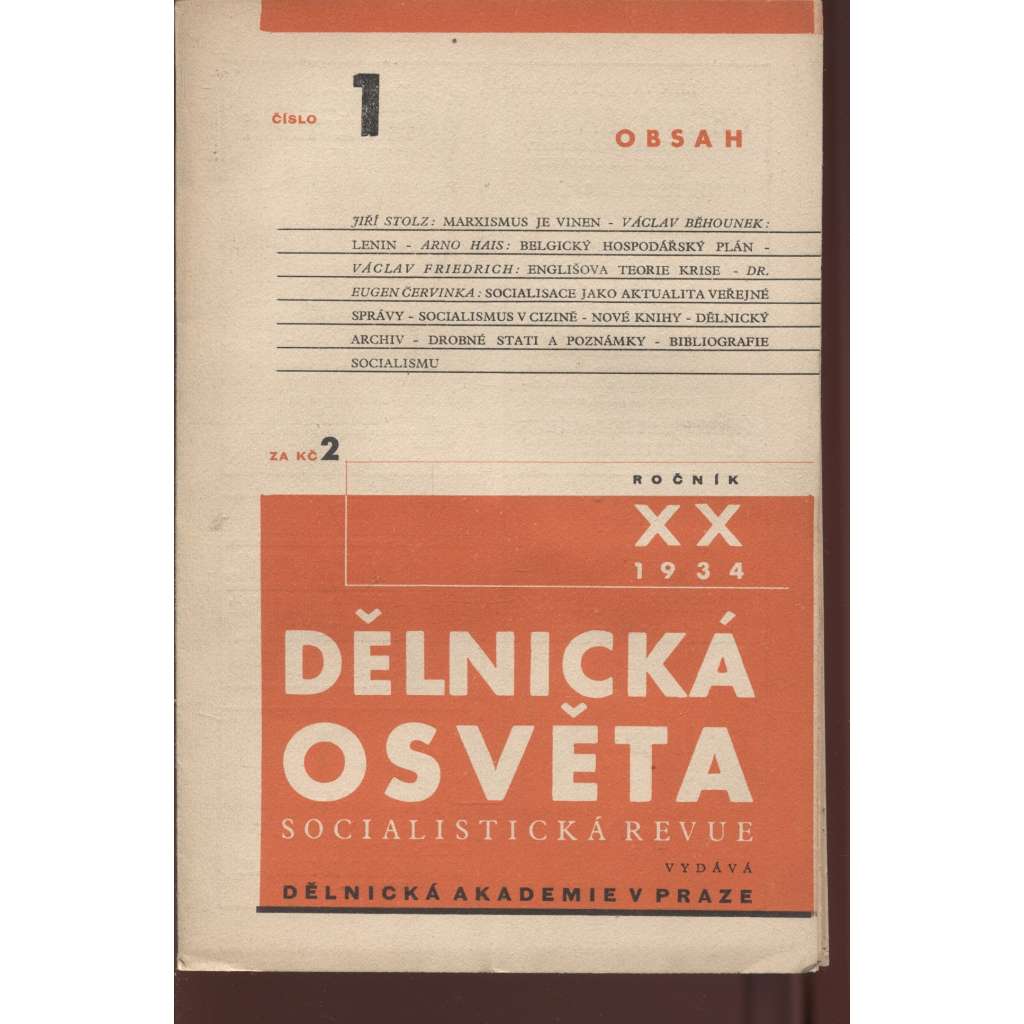 ČÍSLO 1
OBSAH
JIŘÍ STOLZ: MARXISMUS JE VINEN - VÁCLAV BĚHOUNEK:
LENIN - ARNO HAIS: BELGICKÝ HOSPODÁŘSKÝ PLÁN -
VÁCLAV FRIEDRICH: ENGLIŠOVA TEORIE KRISE - DR.
EUGEN ČERVINKA: SOCIALISACE JAKO AKTUALITA VEŘEJNÉ
SPRÁVY - SOCIALISMUS V CIZINĚ - NOVÉ KNIHY - DĚLNICKÝ
ARCHIV - DROBNÉ STATI A POZNÁMKY - BIBLIOGRAFIE
SOCIALISMU
ZA KČ 2
ROČNÍK
XX
1934
DĚLNICKÁ
OSVĚTA
SOCIALISTICKÁ REVUE
VYDÁVÁ
DĚLNICKÁ AKADEMIE V PRAZE